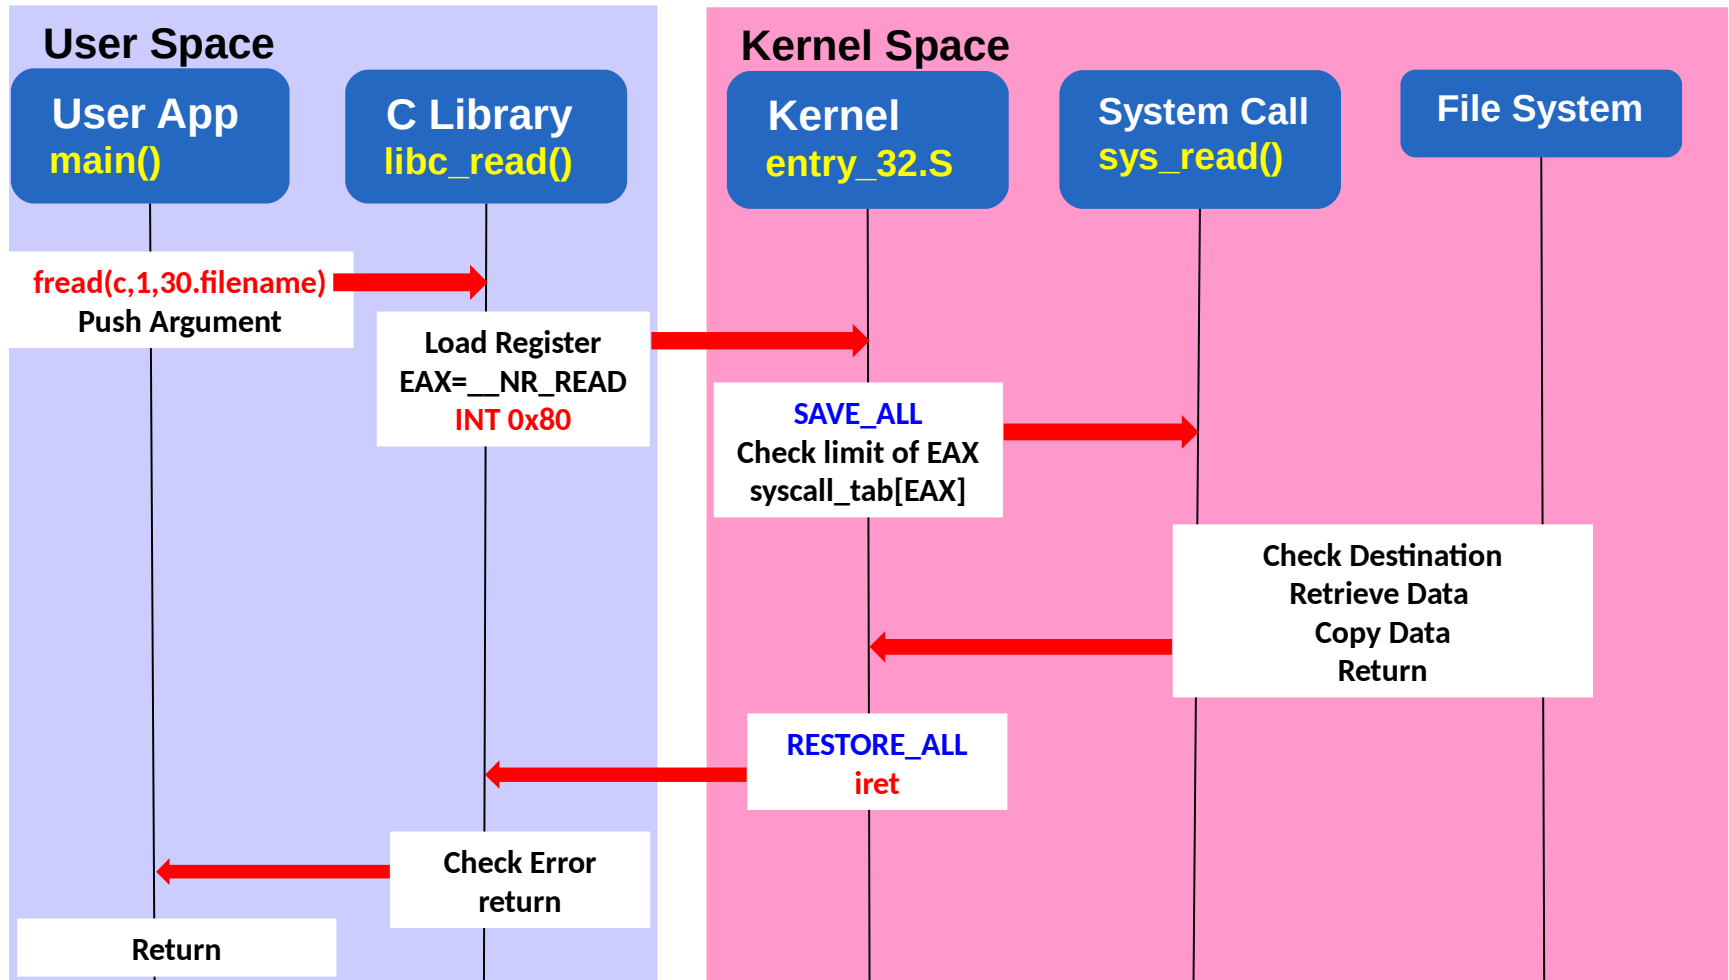 User Space
Kernel Space
User App
main()
C Library
libc_read()
Kernel
entry_32.S
System Call
sys_read()
File System
fread(c,1,30.filename)
Push Argument
Load Register
EAX=__NR_READ
INT 0x80
SAVE_ALL
Check limit of EAX
syscall_tab[EAX]
Check Destination
Retrieve Data
Copy Data
Return
RESTORE_ALL
iret
Check Error
return
Return